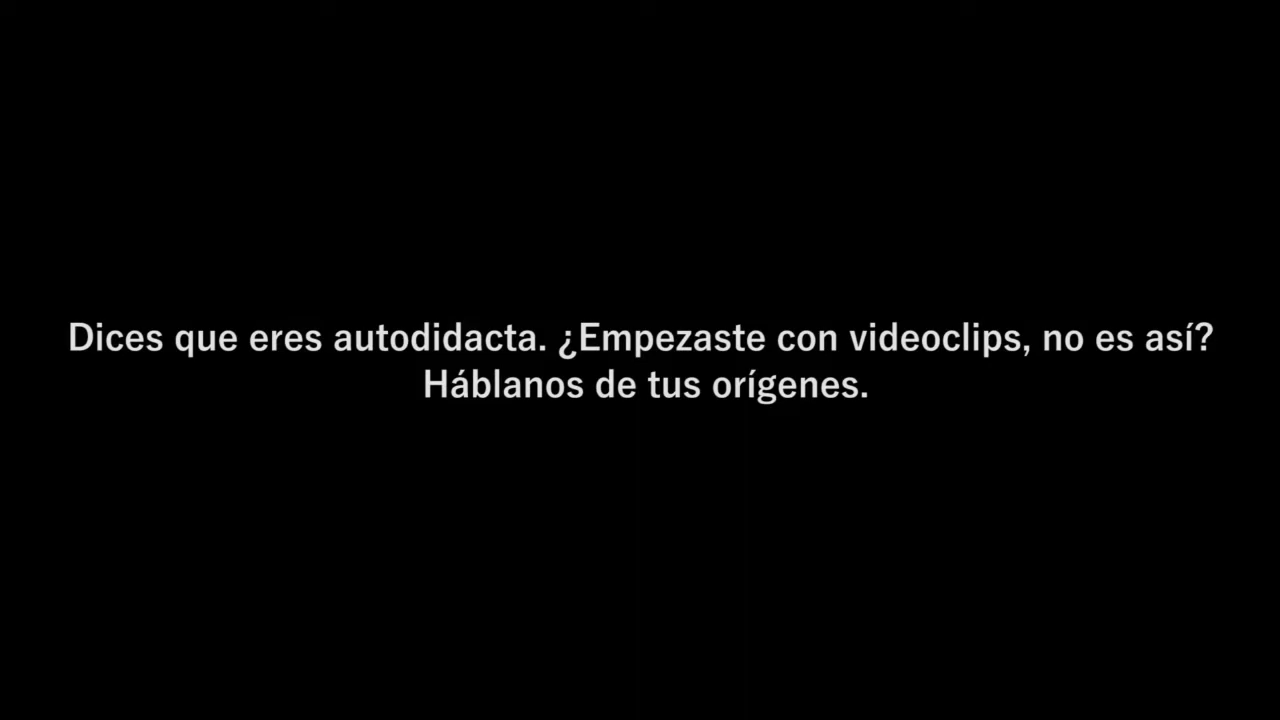 Dices que eres autodidacta. ¿Empezaste con videoclips, no es así?
Háblanos de tus orígenes.